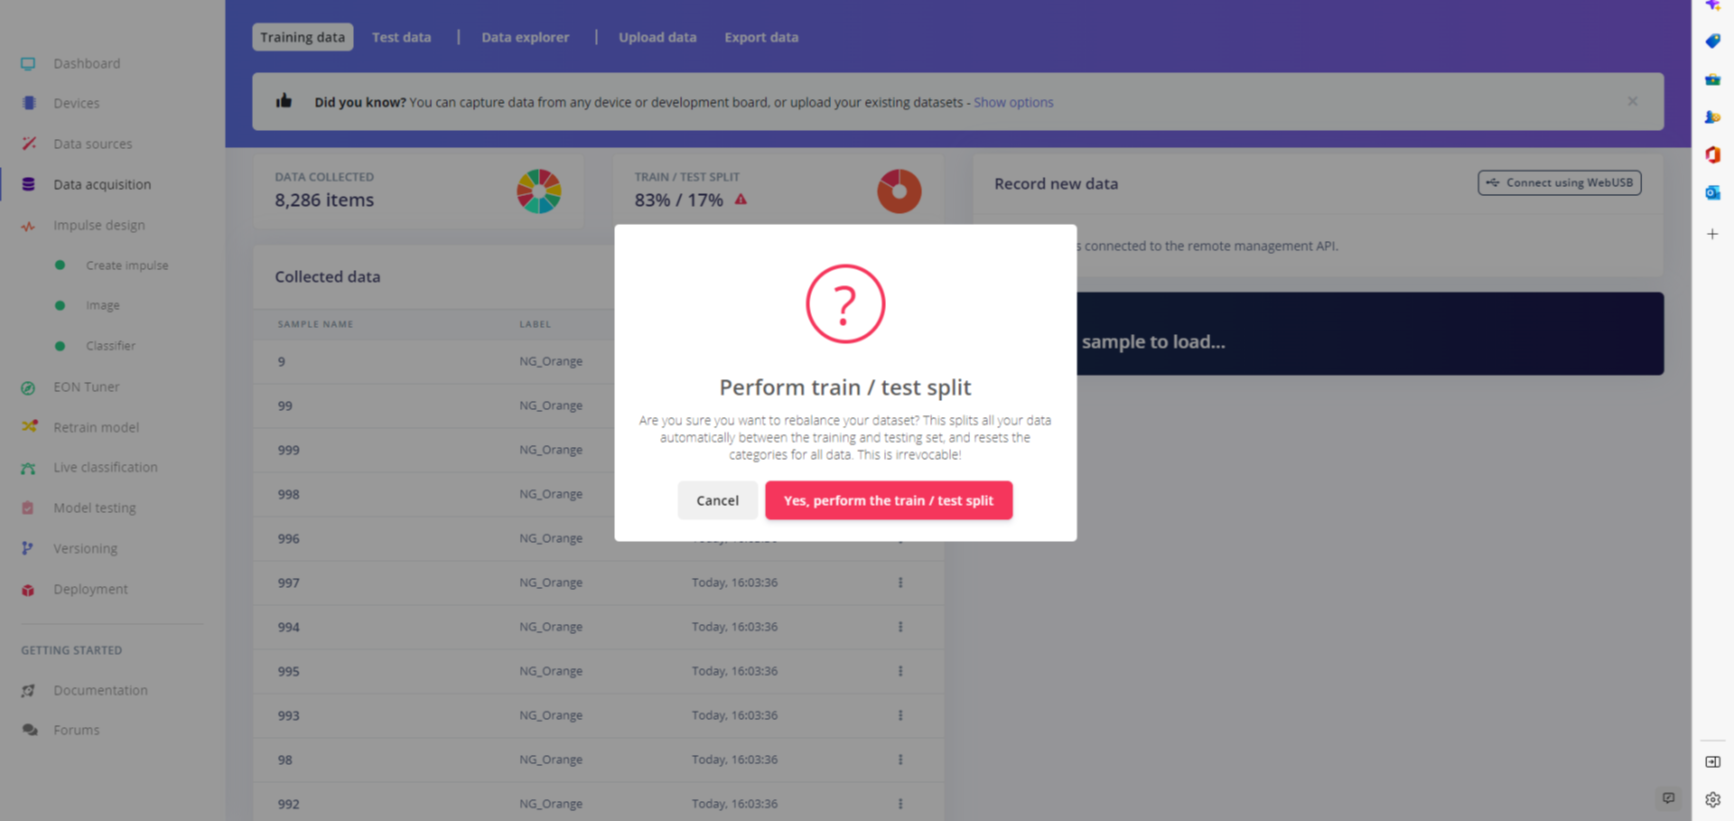 Training data
Test data
|
Data explorer
|
Upload data
Export data
Dashboard
Devices
Data sources
Data acquisition
Impulse design
Create impulse
Image
Classifier
EON Tuner
Retrain model
Live classification
Model testing
Versioning
Deployment
GETTING STARTED
Documentation
Forums
Did you know? You can capture data from any device or development board, or upload your existing datasets - Show options
DATA COLLECTED
8,286 items
TRAIN / TEST SPLIT
83% / 17%
Record new data
Connect using WebUSB
s connected to the remote management API.
sample to load...
Collected data
SAMPLE NAME
LABEL
9 NG_Orange
99 NG_Orange
999 NG_Orange
998 NG_Orange
996 NG_Orange
997 NG_Orange Today, 16:03:36
994 NG_Orange Today, 16:03:36
995 NG_Orange Today, 16:03:36
993 NG_Orange Today, 16:03:36
98 NG_Orange Today, 16:03:36
992 NG_Orange Today, 16:03:36
?
Perform train / test split
Are you sure you want to rebalance your dataset? This splits all your data
automatically between the training and testing set, and resets the
categories for all data. This is irrevocable!
Cancel
Yes, perform the train / test split